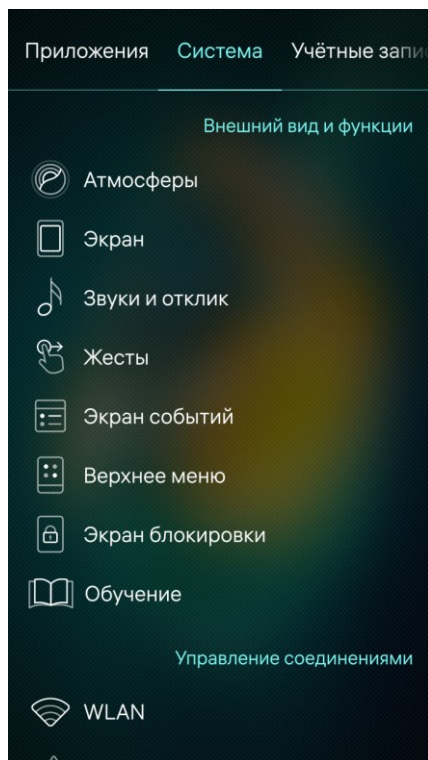 Приложения Система Учётные запи
Внешний вид и функции
Атмосферы
Экран
Звуки и отклик
Жесты
Экран событий
Верхнее меню
Экран блокировки
Обучение
Управление соединениями
WLAN